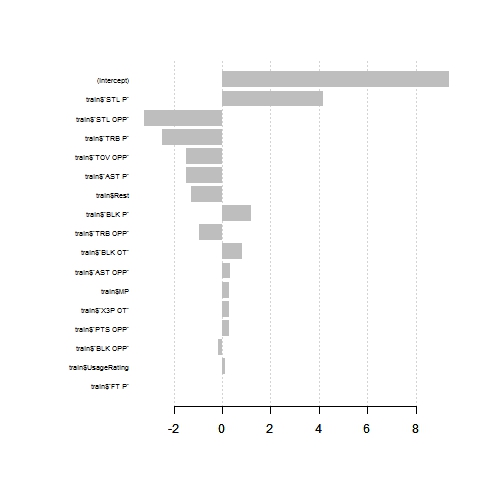 (Intercept)
train$`STL P`
train$`STL OPP`
train$`TRB P`
train$`TOV OPP`
train$`AST P`
train$Rest
train$`BLK P`
train$`TRB OPP`
train$`BLK OT`
train$`AST OPP`
train$MP
train$`X3P OT`
train$`PTS OPP`
train$`BLK OPP`
train$UsageRating
train$`FT P`
-2 0 2 4 6 8